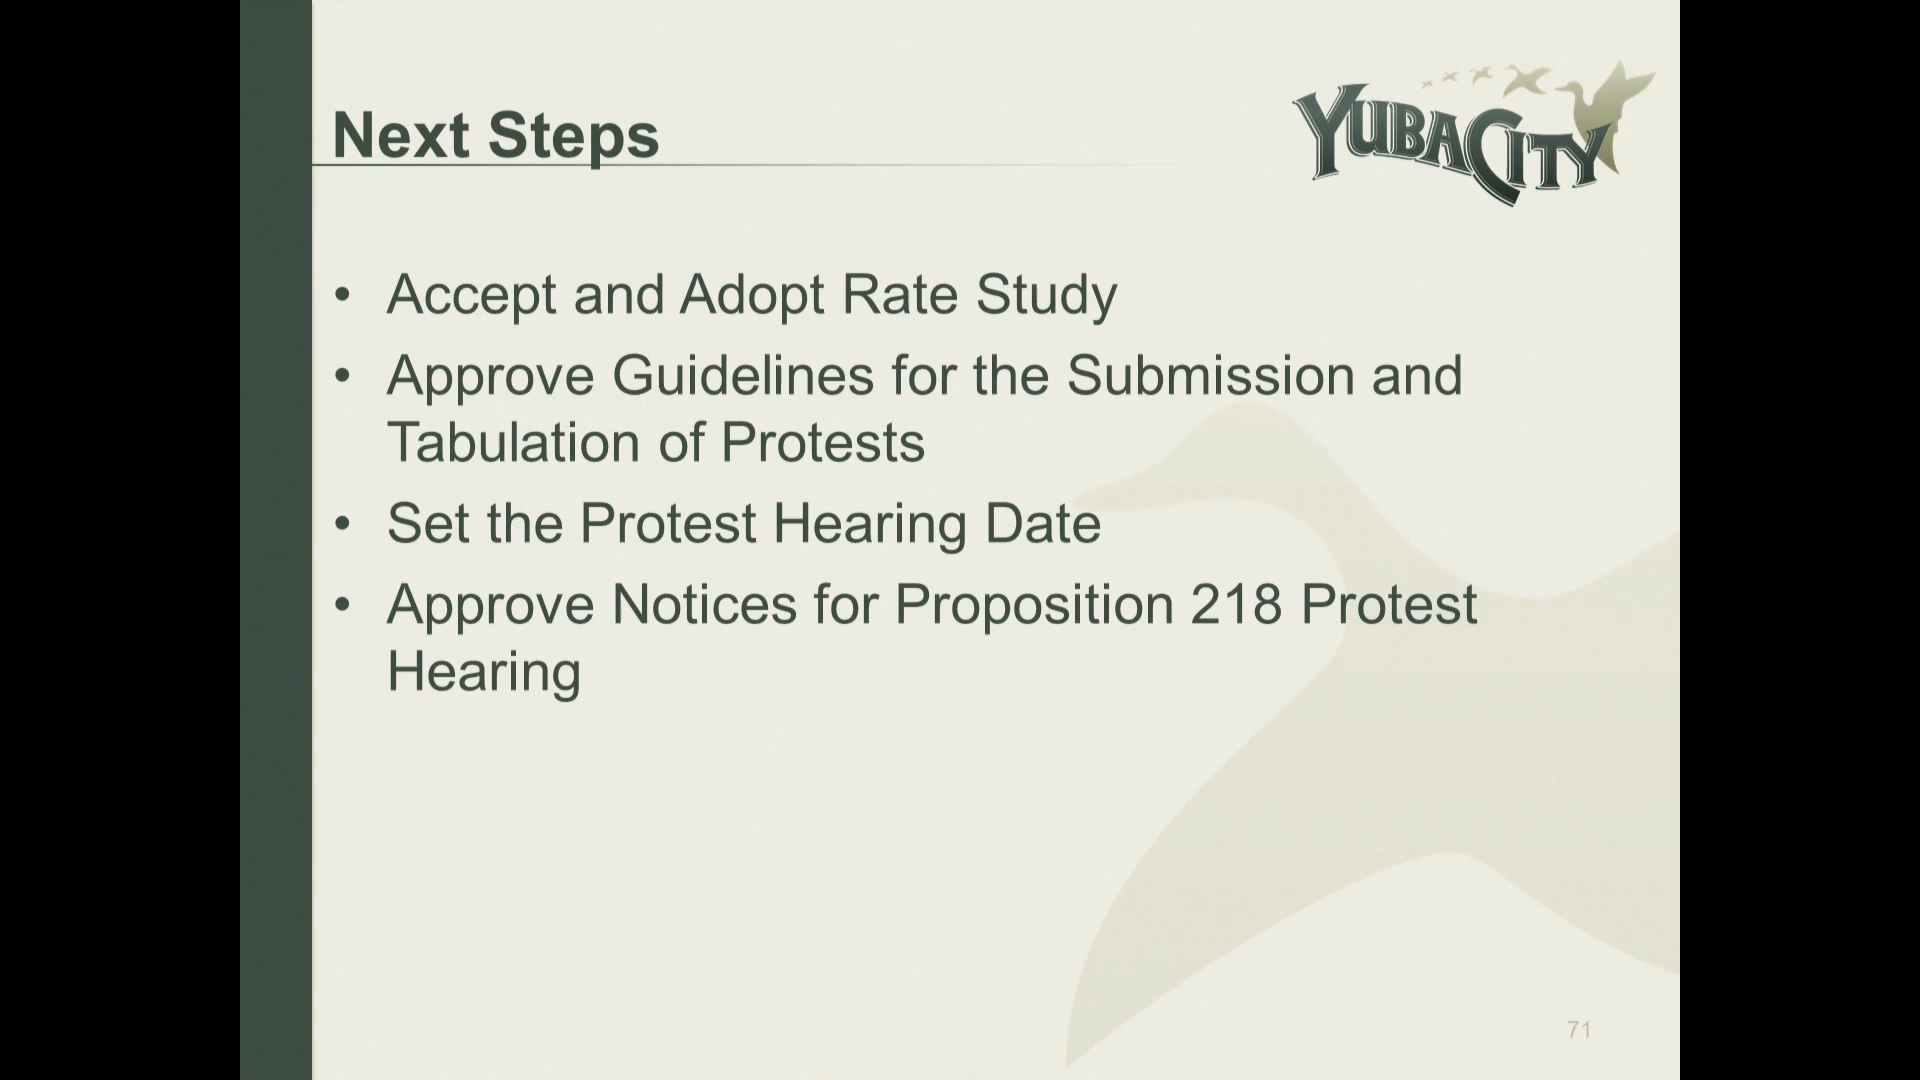 Next Steps
YUBA CITY
• Accept and Adopt Rate Study
• Approve Guidelines for the Submission and
Tabulation of Protests
• Set the Protest Hearing Date
• Approve Notices for Proposition 218 Protest
Hearing
71